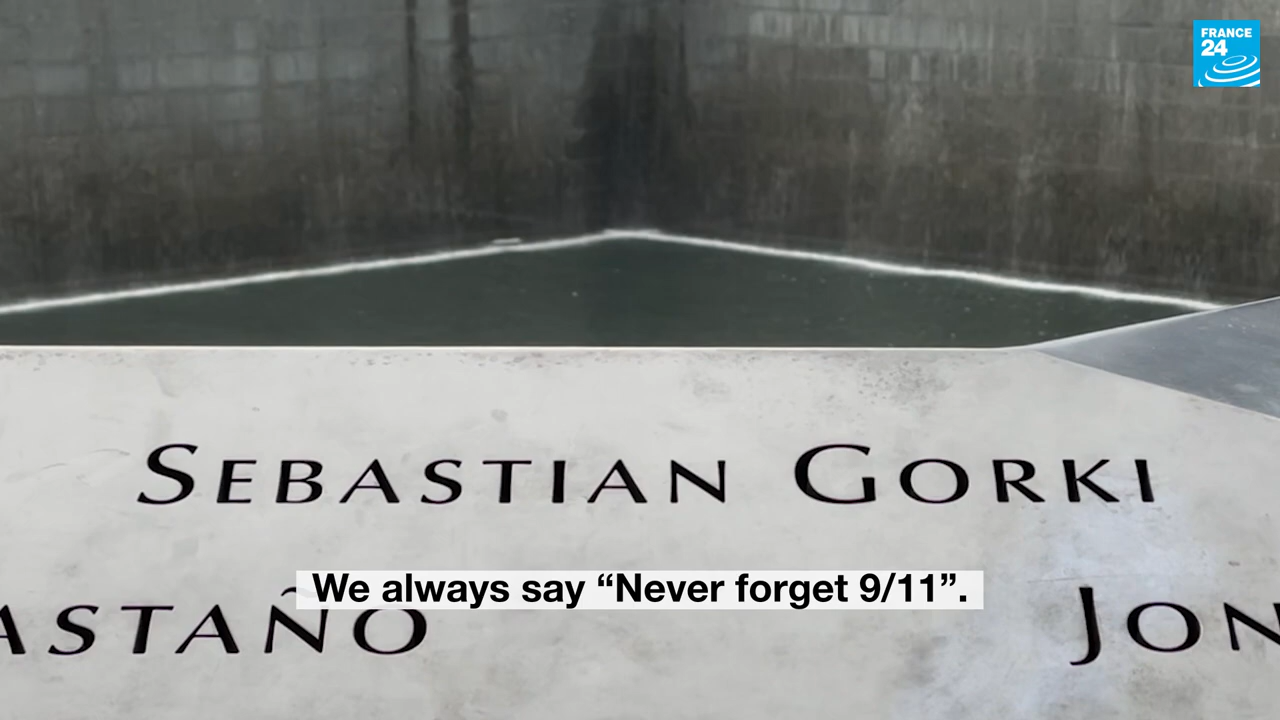 FRANCE
24
SEBASTIAN GORKI
We always say “Never forget 9/11”.
ASTAÑO
JON